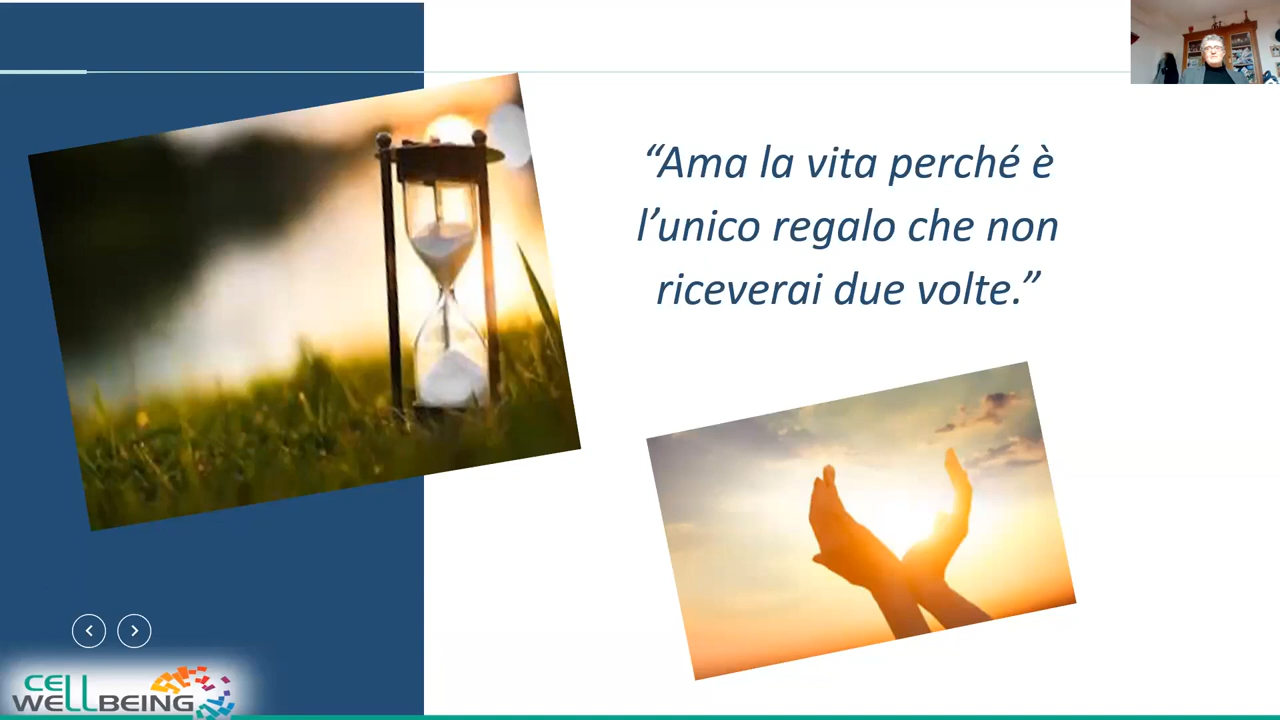 “Ama la vita perché è
l’unico regalo che non
riceverai due volte.”
CELL
WELLBEING